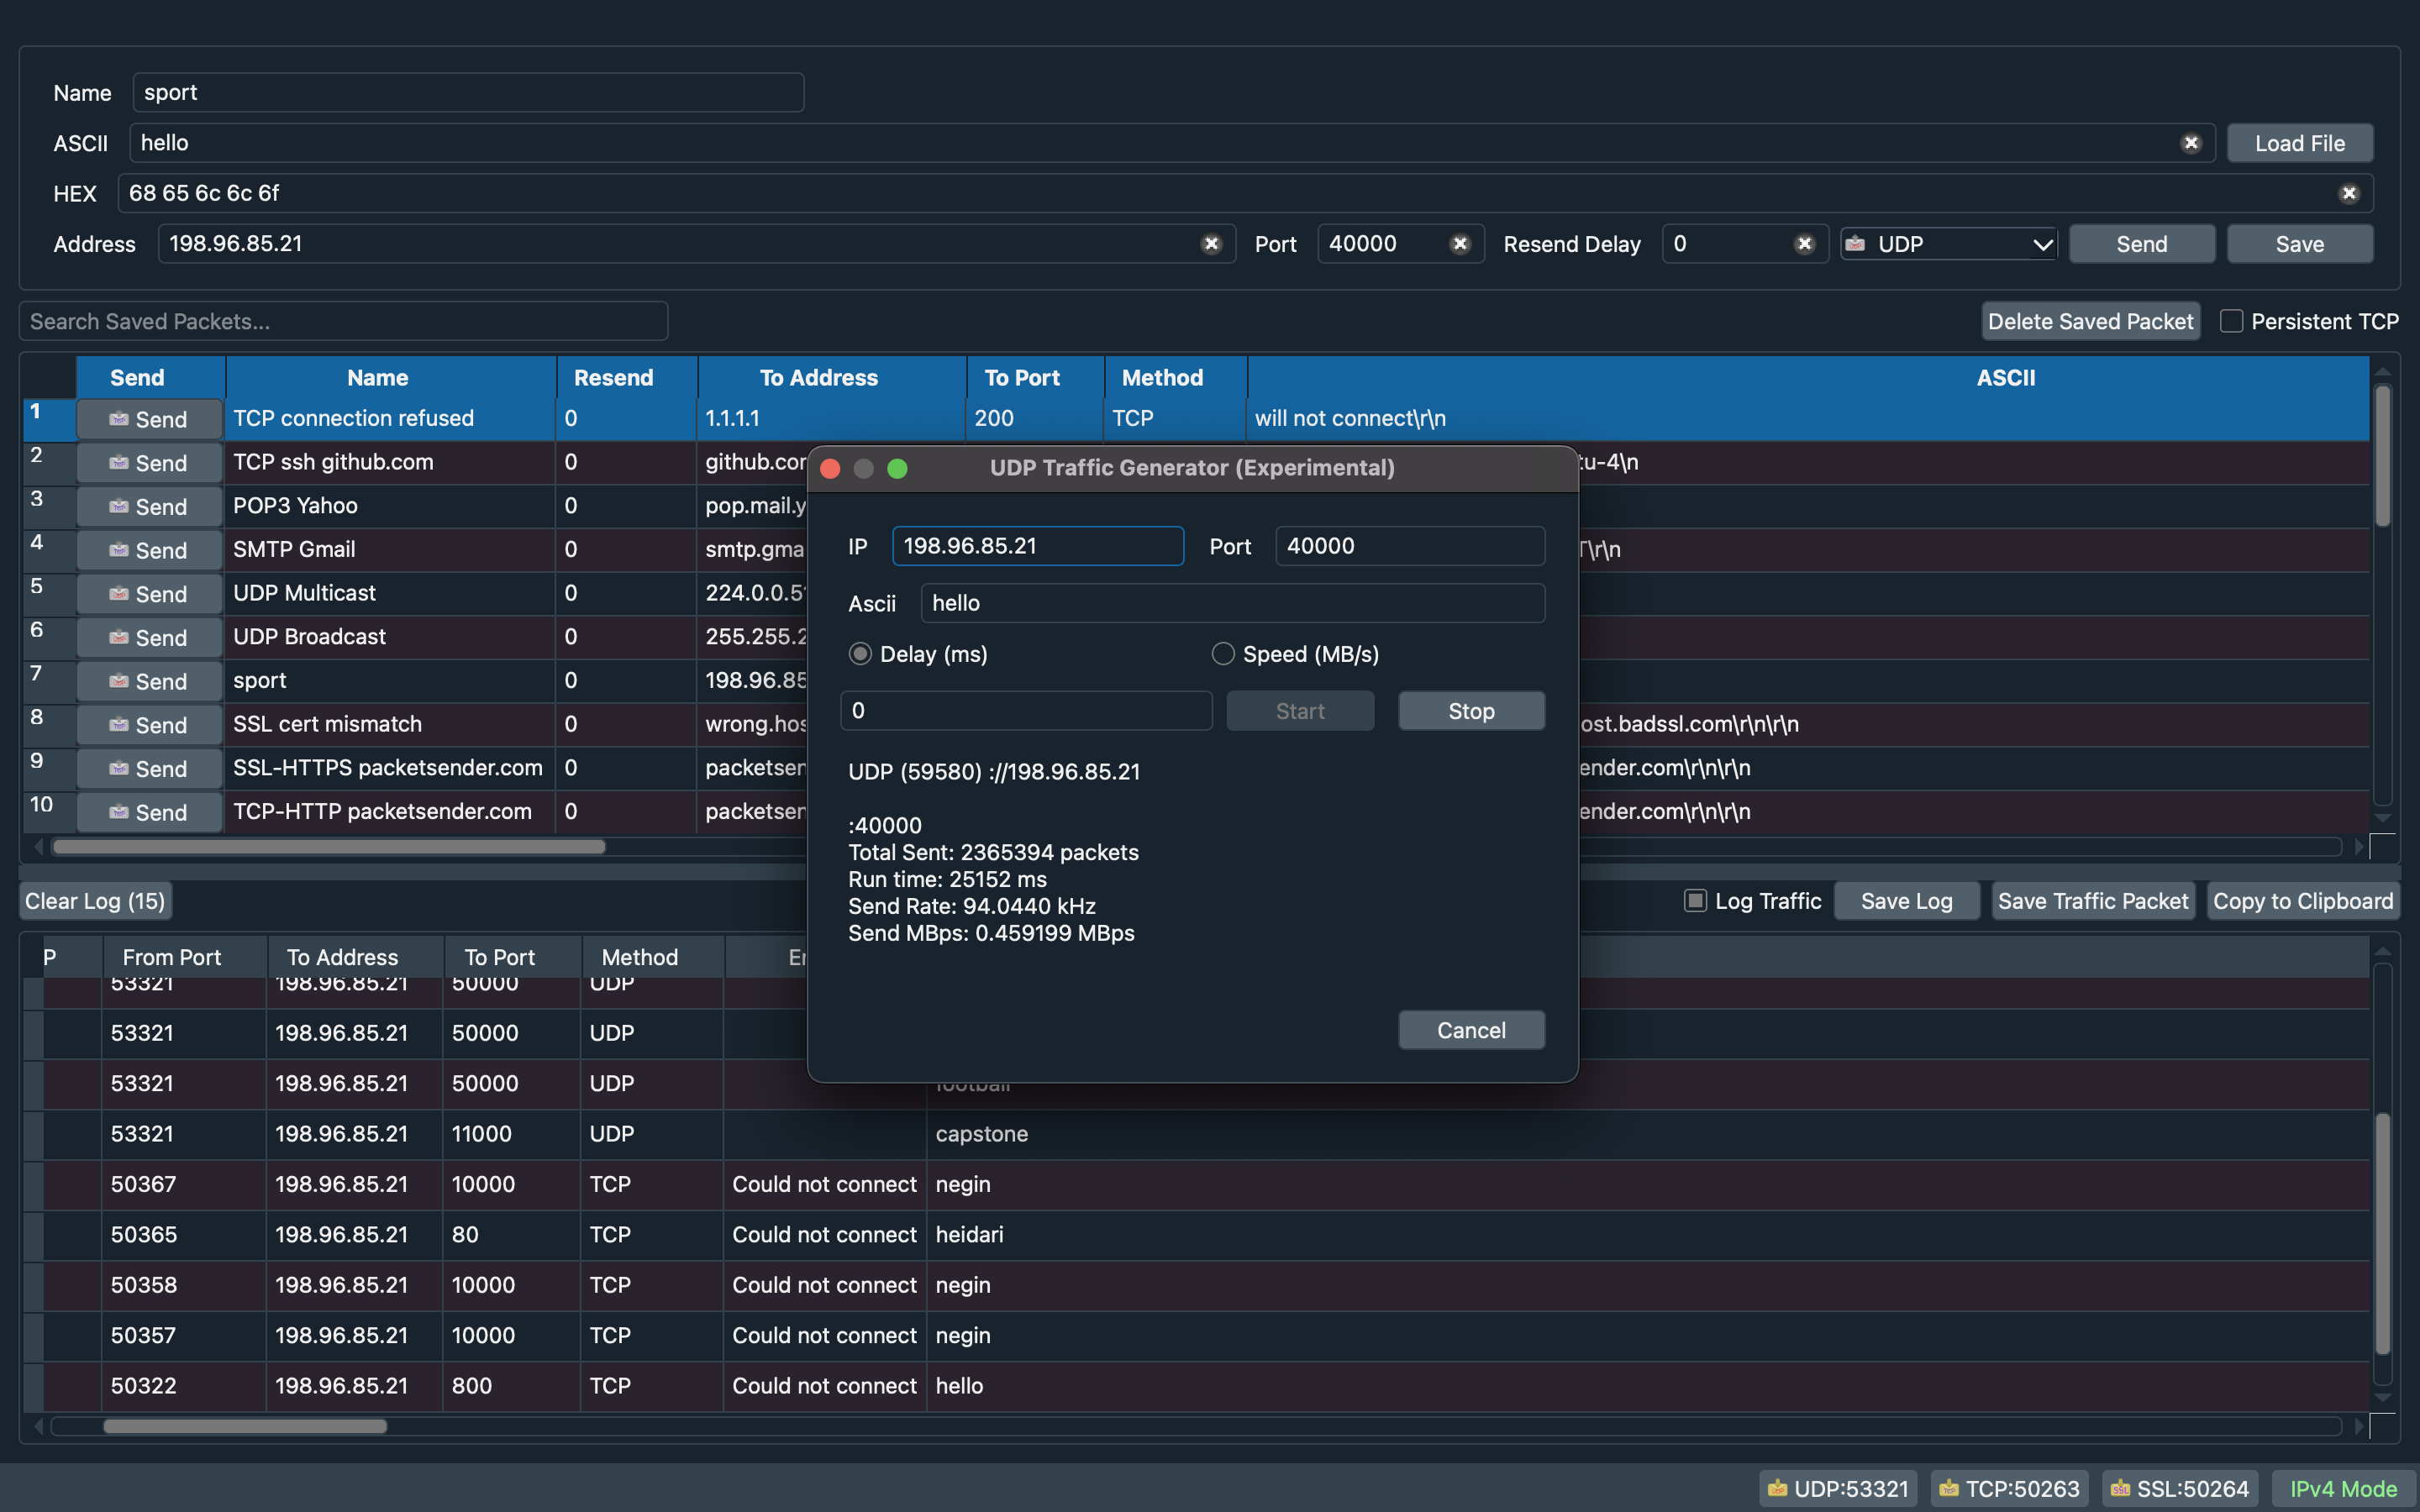 Name sport
ASCII hello Load File
HEX 68 65 6c 6c 6f
Address 198.96.85.21 Port 40000 Resend Delay 0 UDP Send Save
Search Saved Packets... Delete Saved Packet Persistent TCP
Send Name Resend To Address To Port Method ASCII
1 Send TCP connection refused 0 1.1.1.1 200 TCP will not connect\r\n
2 Send TCP ssh github.com 0 github.cor tu-4\n
3 Send POP3 Yahoo 0 pop.mail.y
4 Send SMTP Gmail 0 smtp.gma \r\n
5 Send UDP Multicast 0 224.0.0.5
6 Send UDP Broadcast 0 255.255.2
7 Send sport 0 198.96.85
8 Send SSL cert mismatch 0 wrong.hos ost.badssl.com\r\n\r\n
9 Send SSL-HTTPS packetsender.com 0 packetsen ender.com\r\n\r\n
10 Send TCP-HTTP packetsender.com 0 packetsen ender.com\r\n\r\n
UDP Traffic Generator (Experimental)
IP 198.96.85.21 Port 40000
Ascii hello
Delay (ms) Speed (MB/s)
0 Start Stop
UDP (59580) ://198.96.85.21
:40000
Total Sent: 2365394 packets
Run time: 25152 ms
Send Rate: 94.0440 kHz
Send MBps: 0.459199 MBps
Cancel
Clear Log (15) Log Traffic Save Log Save Traffic Packet Copy to Clipboard
P From Port To Address To Port Method Er
53321 198.96.85.21 50000 UDP
53321 198.96.85.21 50000 UDP
53321 198.96.85.21 50000 UDP football
53321 198.96.85.21 11000 UDP capstone
50367 198.96.85.21 10000 TCP Could not connect negin
50365 198.96.85.21 80 TCP Could not connect heidari
50358 198.96.85.21 10000 TCP Could not connect negin
50357 198.96.85.21 10000 TCP Could not connect negin
50322 198.96.85.21 800 TCP Could not connect hello
UDP:53321 TCP:50263 SSL:50264 IPv4 Mode